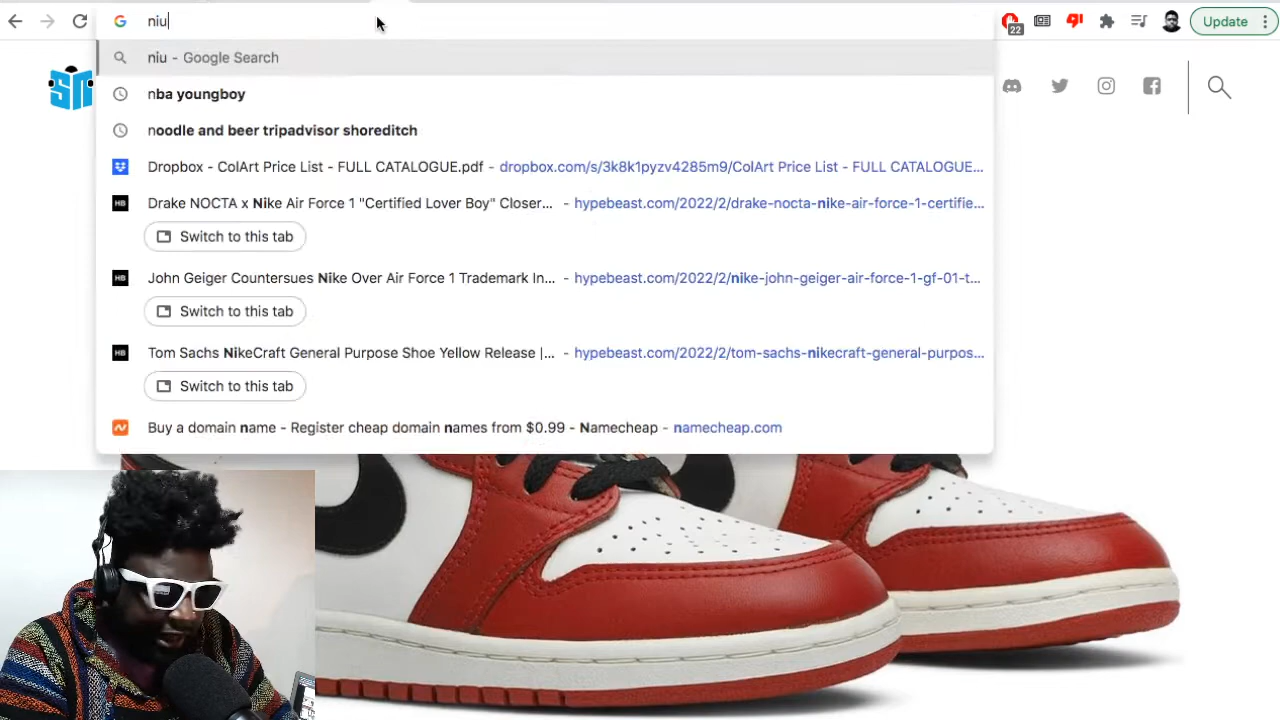 niu
22
Update
niu - Google Search
nba youngboy
noodle and beer tripadvisor shoreditch
Dropbox - ColArt Price List - FULL CATALOGUE.pdf - dropbox.com/s/3k8k1pyzv4285m9/ColArt Price List - FULL CATALOGUE...
Drake NOCTA x Nike Air Force 1 "Certified Lover Boy" Closer... - hypebeast.com/2022/2/drake-nocta-nike-air-force-1-certifie...
Switch to this tab
John Geiger Countersues Nike Over Air Force 1 Trademark In... - hypebeast.com/2022/2/nike-john-geiger-air-force-1-gf-01-t...
Switch to this tab
Tom Sachs NikeCraft General Purpose Shoe Yellow Release |... - hypebeast.com/2022/2/tom-sachs-nikecraft-general-purpos...
Switch to this tab
Buy a domain name - Register cheap domain names from $0.99 - Namecheap - namecheap.com